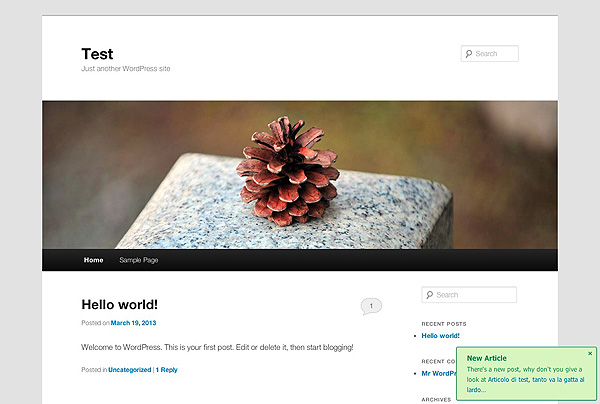 Test
Just another WordPress site
Search
Home
Sample Page
Hello world!
1
Posted on March 19, 2013
Welcome to WordPress. This is your first post. Edit or delete it, then start blogging!
Posted in Uncategorized | 1 Reply
Search
RECENT POSTS
Hello world!
RECENT CO
Mr WordPr
ARCHIVES
New Article
×
There's a new post, why don't you give a
look at Articolo di test, tanto va la gatta al
lardo...